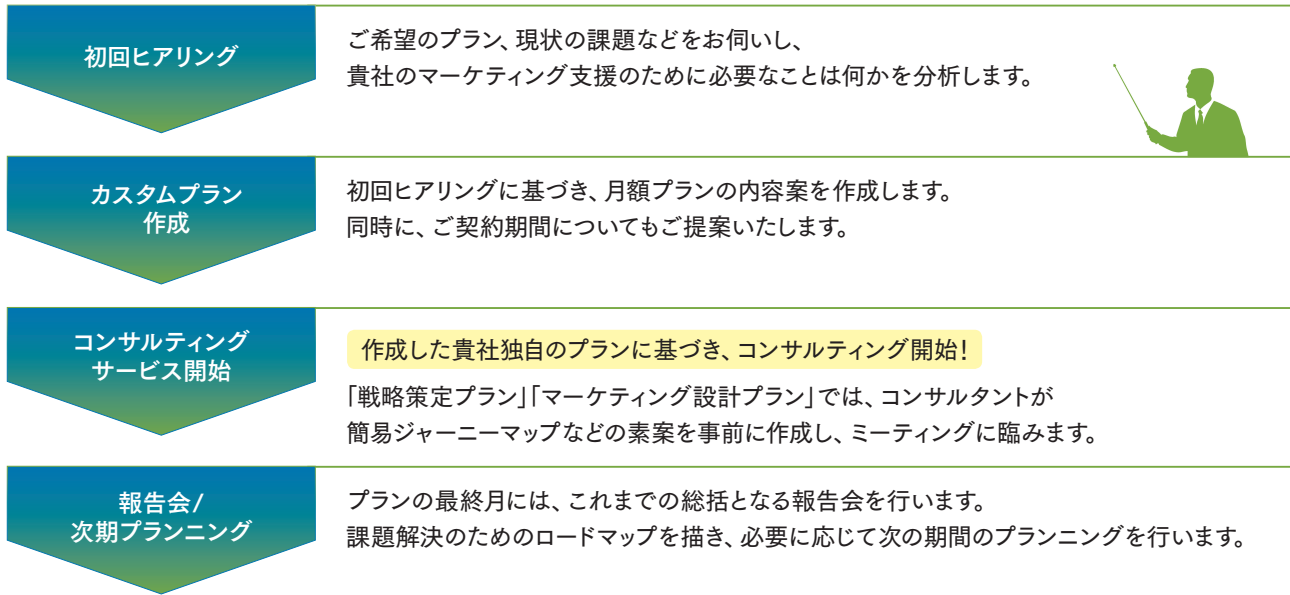 初回ヒアリング
ご希望のプラン、現状の課題などをお伺いし、
貴社のマーケティング支援のために必要なことは何かを分析します。
カスタムプラン
作成
初回ヒアリングに基づき、月額プランの内容案を作成します。
同時に、ご契約期間についてもご提案いたします。
コンサルティング
サービス開始
作成した貴社独自のプランに基づき、コンサルティング開始!
「戦略策定プラン」「マーケティング設計プラン」では、コンサルタントが
簡易ジャーニーマップなどの素案を事前に作成し、ミーティングに臨みます。
報告会/
次期プランニング
プランの最終月には、これまでの総括となる報告会を行います。
課題解決のためのロードマップを描き、必要に応じて次の期間のプランニングを行います。